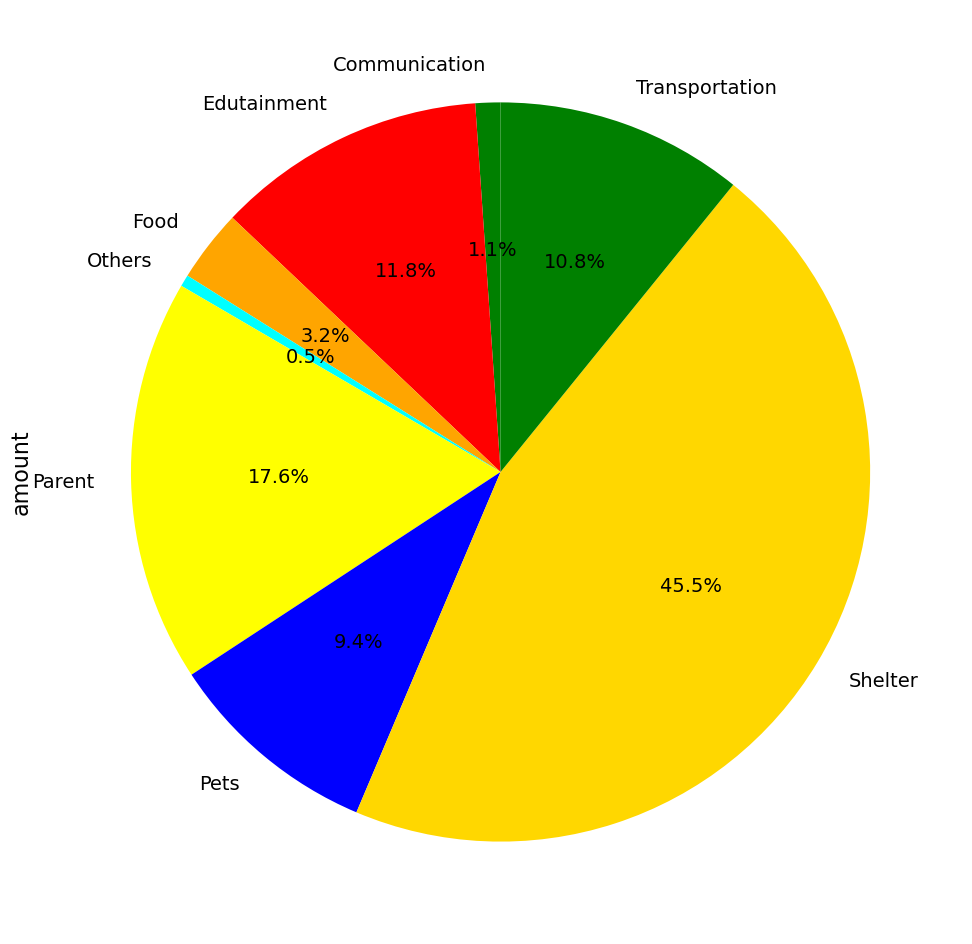 Communication
Transportation
Edutainment
Food
Others
Parent
Pets
Shelter
amount
1.1%
10.8%
11.8%
3.2%
0.5%
17.6%
9.4%
45.5%